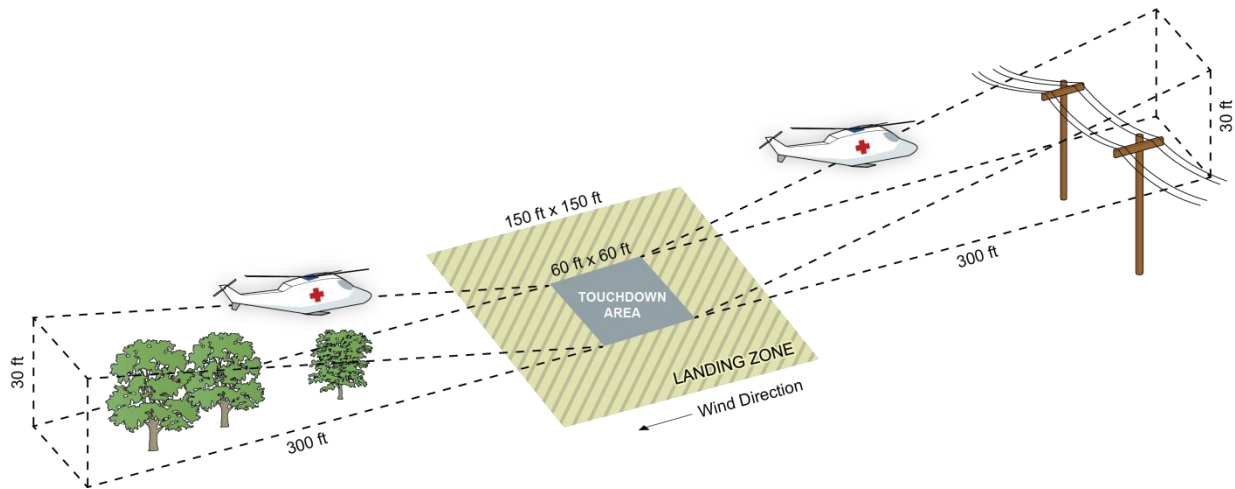 150 ft x 150 ft
60 ft x 60 ft
TOUCHDOWN
AREA
LANDING ZONE
Wind Direction
30 ft
300 ft
300 ft
30 ft